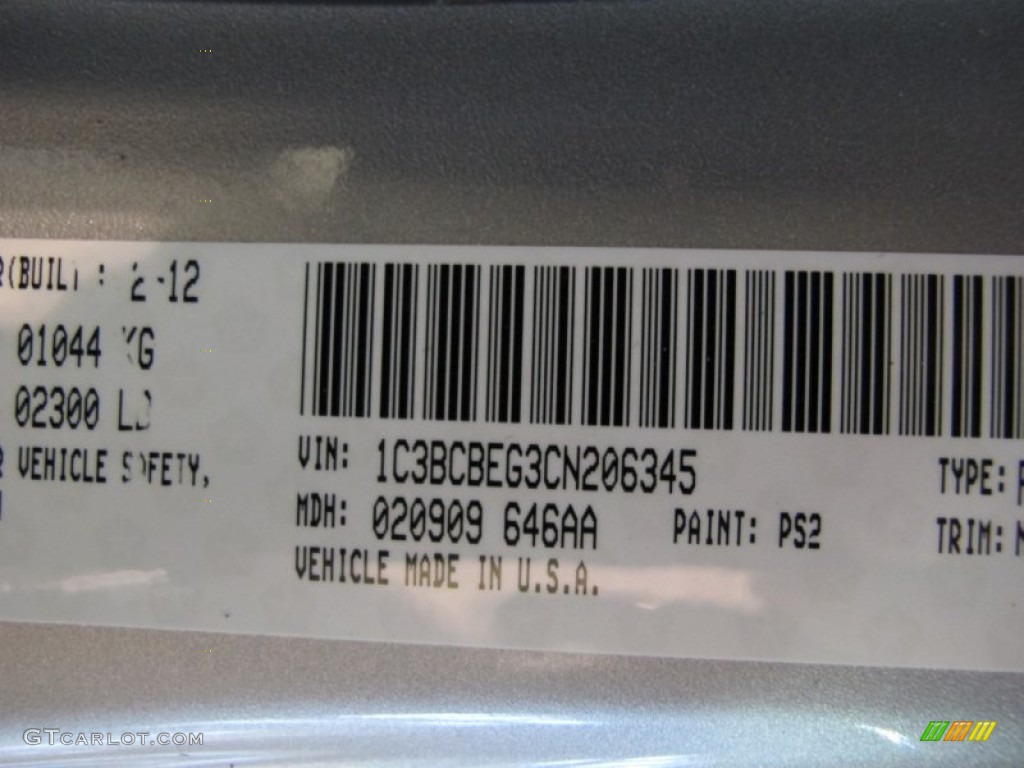 R(BUILT: 2-12
01044 KG
02300 LB
R VEHICLE SAFETY,
VIN: 1C3BCBEG3CN206345
MDH: 020909 646AA PAINT: PS2
VEHICLE MADE IN U.S.A.
TYPE:
TRIM:
GTCARLOT.COM